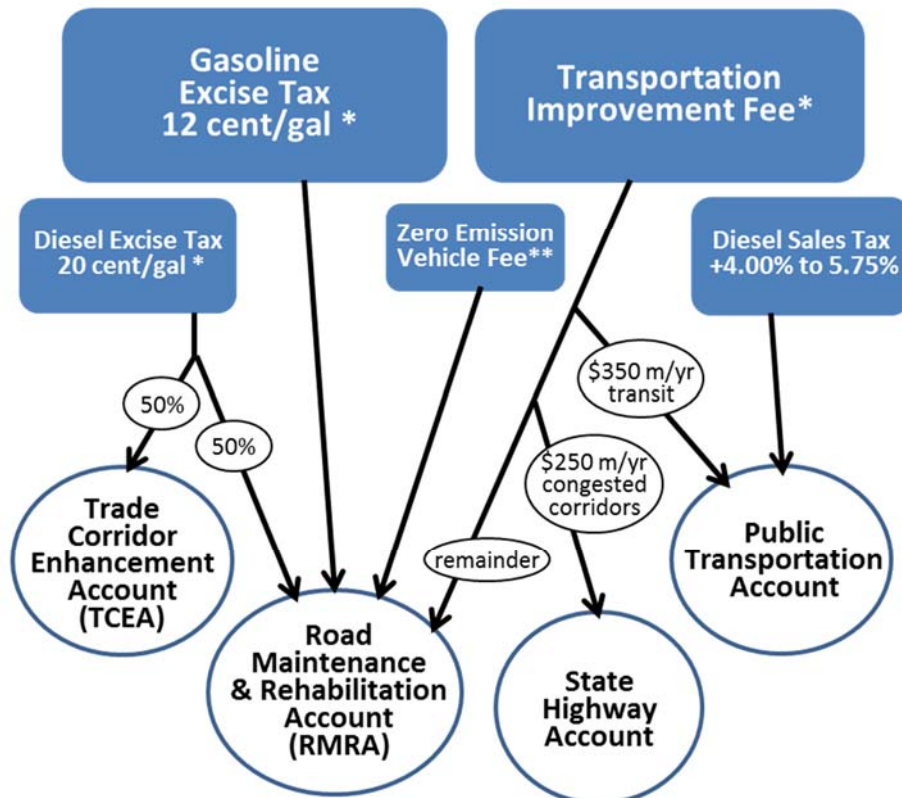 Gasoline
Excise Tax
12 cent/gal *
Transportation
Improvement Fee*
Diesel Excise Tax
20 cent/gal *
Zero Emission
Vehicle Fee**
Diesel Sales Tax
+4.00% to 5.75%
50%
50%
$350 m/yr
transit
$250 m/yr
congested
corridors
remainder
Trade
Corridor
Enhancement
Account
(TCEA)
Road
Maintenance
& Rehabilitation
Account
(RMRA)
State
Highway
Account
Public
Transportation
Account